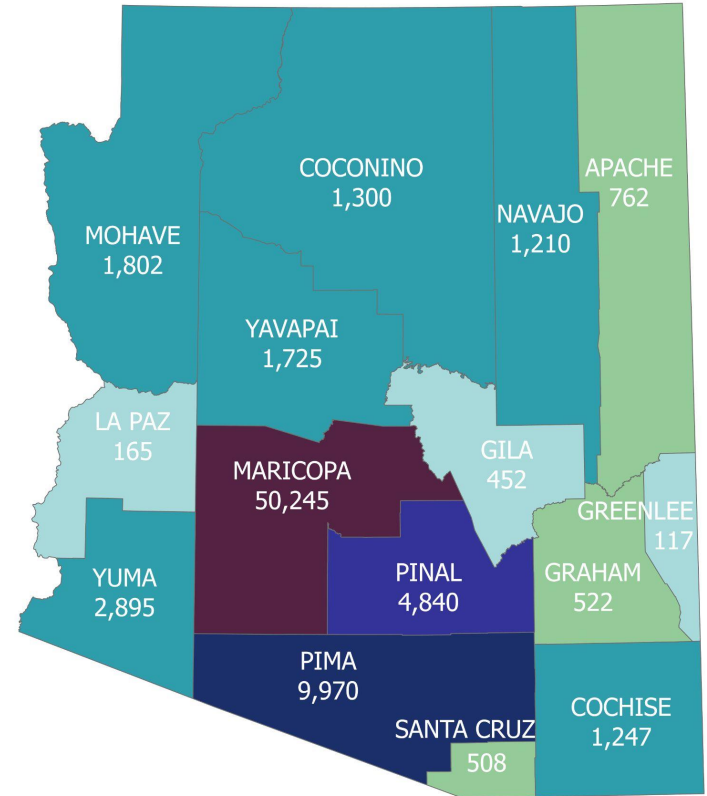 COCONINO
1,300
APACHE
762
NAVAJO
1,210
MOHAVE
1,802
YAVAPAI
1,725
LA PAZ
165
GILA
452
MARICOPA
50,245
GREENLEE
117
YUMA
2,895
PINAL
4,840
GRAHAM
522
PIMA
9,970
SANTA CRUZ
508
COCHISE
1,247